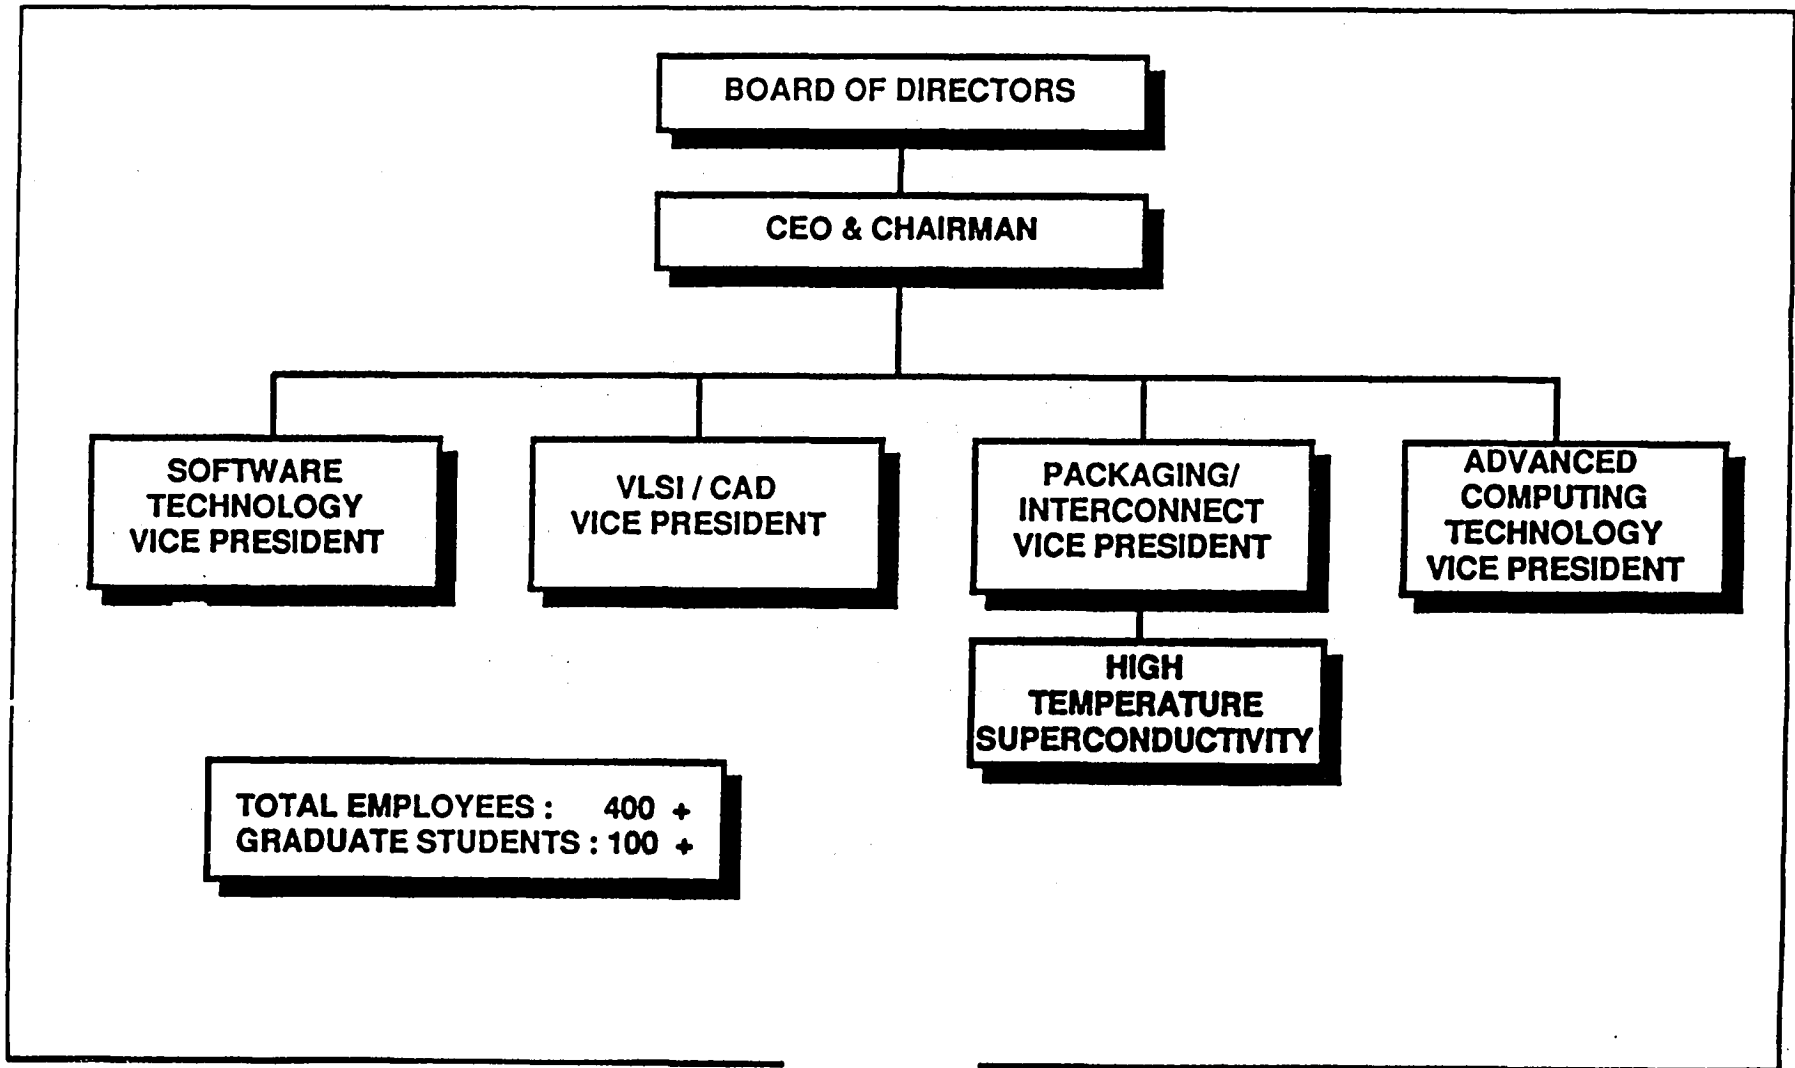 BOARD OF DIRECTORS
CEO & CHAIRMAN
SOFTWARE
TECHNOLOGY
VICE PRESIDENT
VLSI / CAD
VICE PRESIDENT
PACKAGING/
INTERCONNECT
VICE PRESIDENT
ADVANCED
COMPUTING
TECHNOLOGY
VICE PRESIDENT
HIGH
TEMPERATURE
SUPERCONDUCTIVITY
TOTAL EMPLOYEES : 400 +
GRADUATE STUDENTS : 100 +